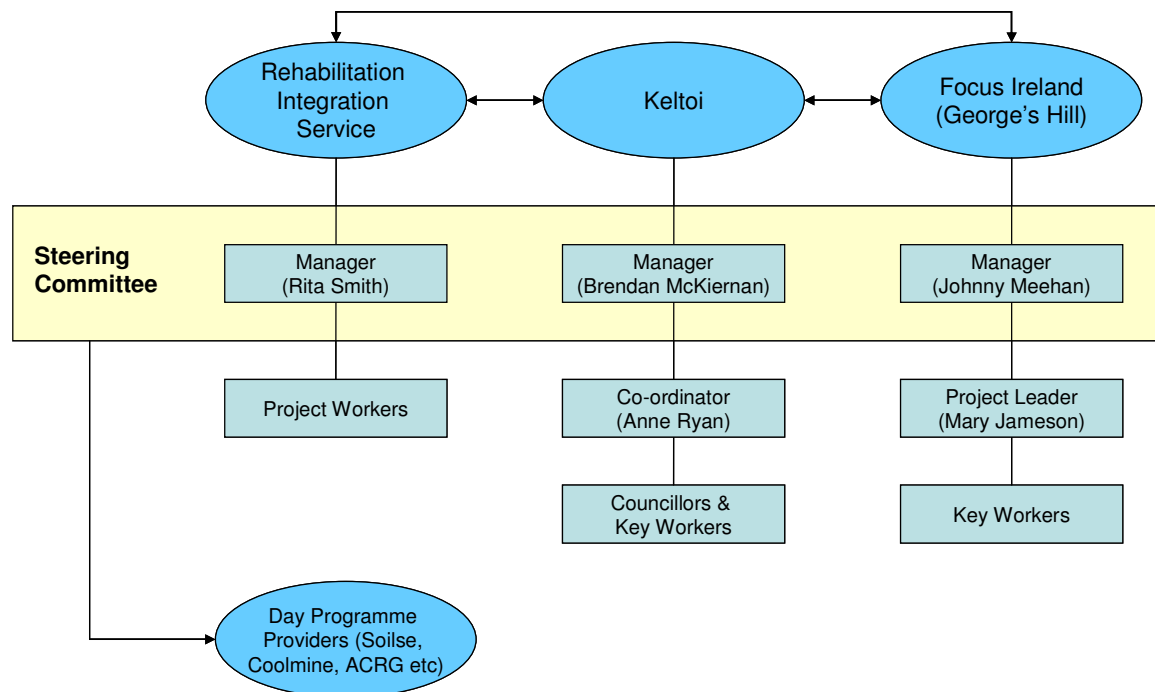 Rehabilitation
Integration
Service
Keltoi
Focus Ireland
(George's Hill)
Steering
Committee
Manager
(Rita Smith)
Manager
(Brendan McKiernan)
Manager
(Johnny Meehan)
Project Workers
Co-ordinator
(Anne Ryan)
Project Leader
(Mary Jameson)
Councillors &
Key Workers
Key Workers
Day Programme
Providers (Soilse,
Coolmine, ACRG etc)